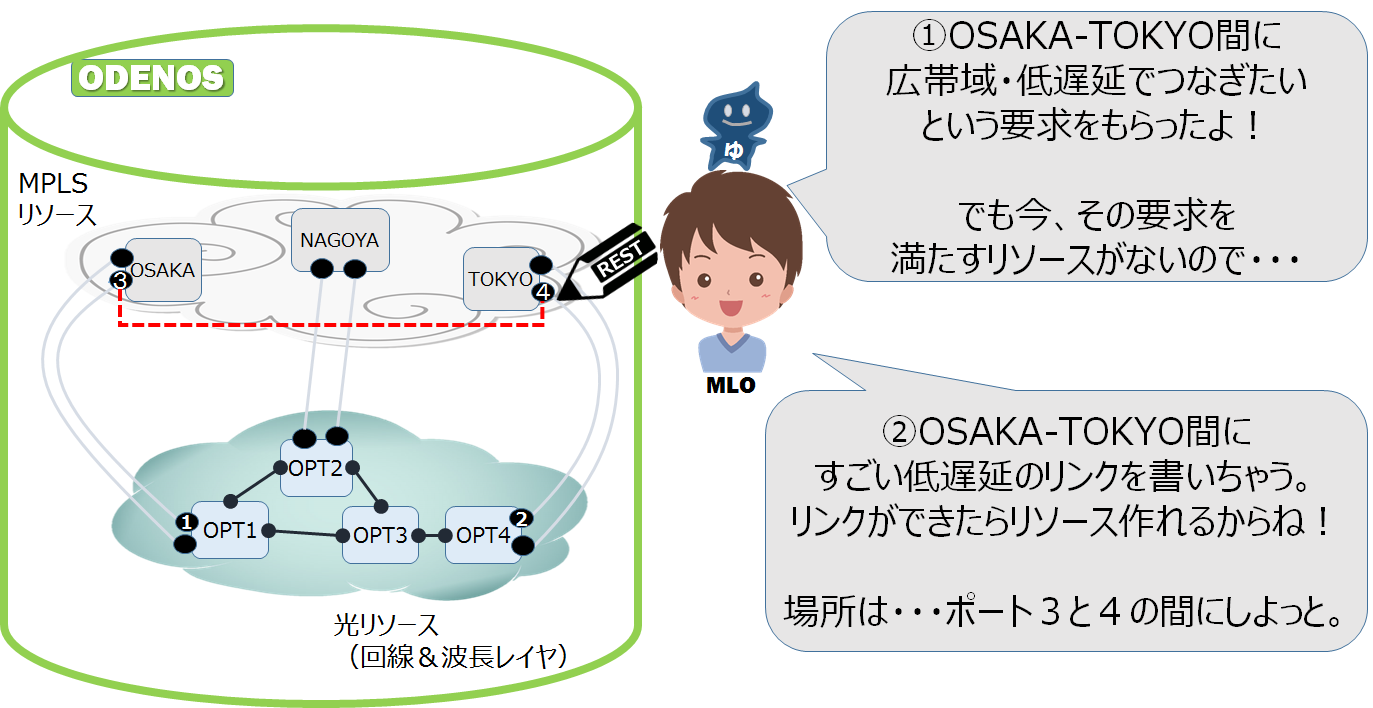 ODENOS
MPLS
リソース
OSAKA
NAGOYA
TOKYO
3
4
REST
ゆ
MLO
OPT2
1
OPT1
OPT3
OPT4
2
光リソース
（回線＆波長レイヤ）
①OSAKA-TOKYO間に
広帯域・低遅延でつなぎたい
という要求をもらったよ！
でも今、その要求を
満たすリソースがないので・・・
②OSAKA-TOKYO間に
すごい低遅延のリンクを書いちゃう。
リンクができたらリソース作れるからね！
場所は・・・ポート３と４の間にしよっと。